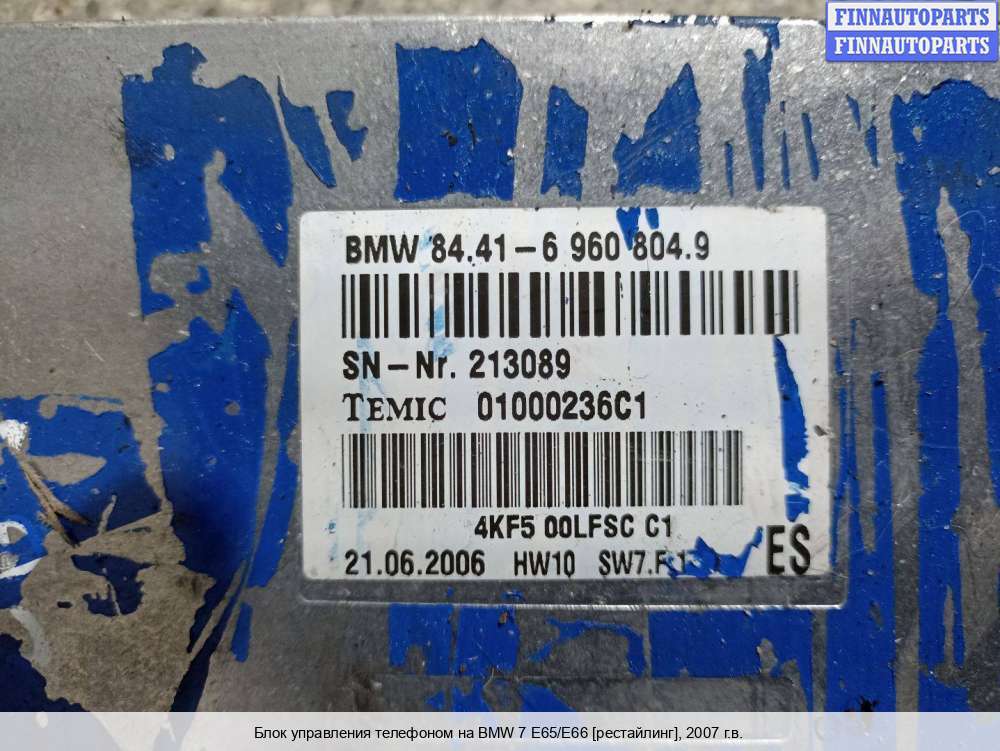 FINNAUTOPARTS
FINNAUTOPARTS
BMW 84.41-6 960 804.9
SN-Nr. 213089
TEMIC 01000236C1
4KF5 00LFSC C1
21.06.2006 HW10 ES
Блок управления телефоном на BMW 7 E65/E66 [рестайлинг], 2007 г.в.